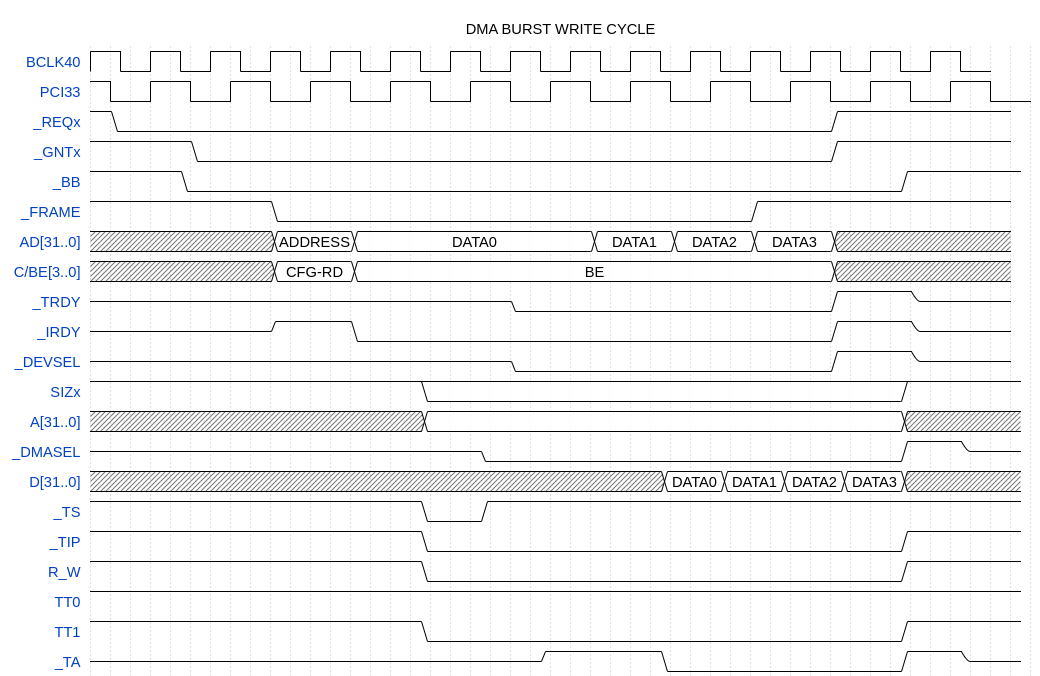 DMA BURST WRITE CYCLE
BCLK40
PCI33
_REQx
_GNTx
_BB
_FRAME
AD[31..0] ADDRESS DATA0 DATA1 DATA2 DATA3
C/BE[3..0] CFG-RD BE
_TRDY
_IRDY
_DEVSEL
SIZx
A[31..0]
_DMASEL
D[31..0] DATA0 DATA1 DATA2 DATA3
_TS
_TIP
R_W
TT0
TT1
_TA